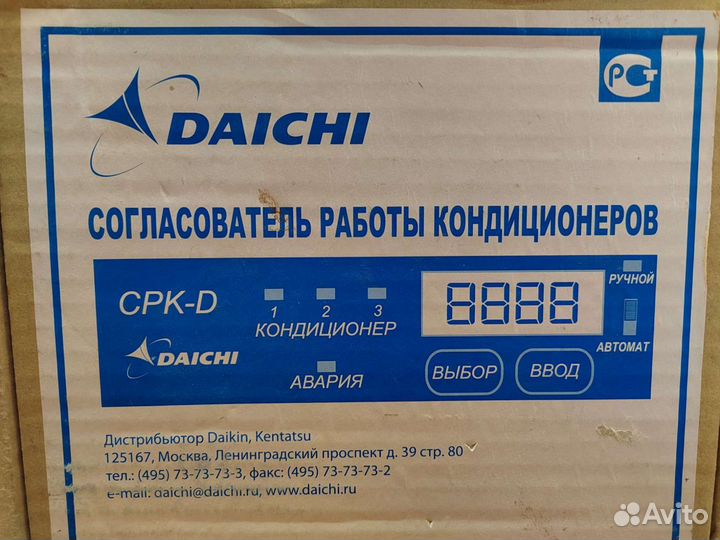 DAICHI
РСТ
СОГЛАСОВАТЕЛЬ РАБОТЫ КОНДИЦИОНЕРОВ
СРК-D
1 2 3
КОНДИЦИОНЕР
8888
РУЧНОЙ
АВТОМАТ
DAICHI
АВАРИЯ
ВЫБОР
ВВОД
Дистрибьютор Daikin, Kentatsu
125167, Москва, Ленинградский проспект д. 39 стр. 80
тел.: (495) 73-73-73-3, факс: (495) 73-73-73-2
e-mail: daichi@daichi.ru, www.daichi.ru
Avito